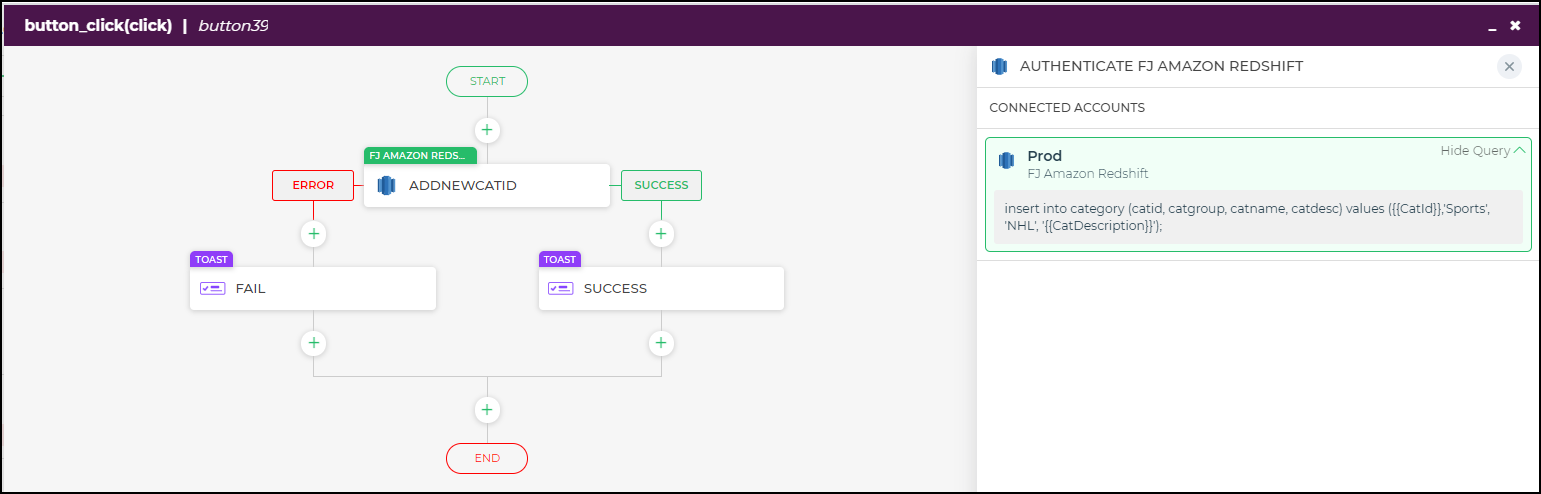 button_click(click) | button39
START
FJ AMAZON REDS...
ERROR
ADDNEWCATID
SUCCESS
TOAST
FAIL
TOAST
SUCCESS
END
AUTHENTICATE FJ AMAZON REDSHIFT
CONNECTED ACCOUNTS
Prod
Hide Query
FJ Amazon Redshift
insert into category (catid, catgroup, catname, catdesc) values ({{CatId}},'Sports',
'NHL', '{{CatDescription}}');